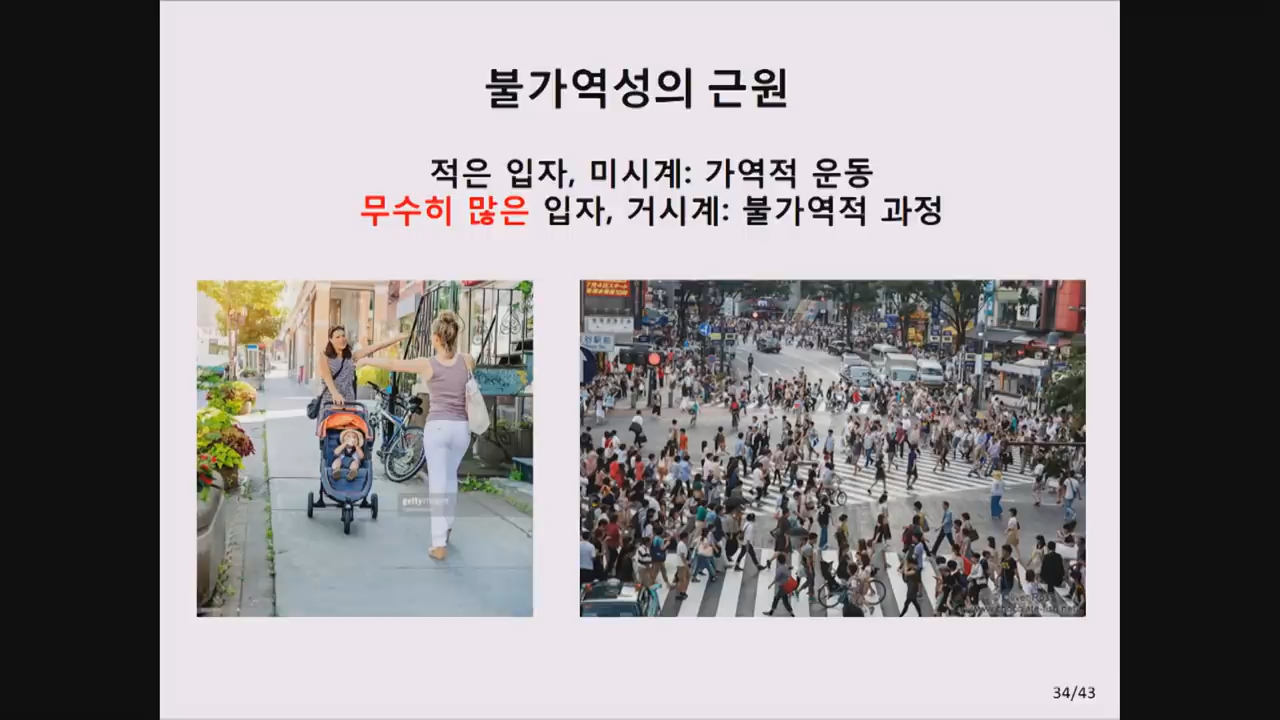 불가역성의 근원
적은 입자, 미시계: 가역적 운동
무수히 많은 입자, 거시계: 불가역적 과정
gettyimages
34/43